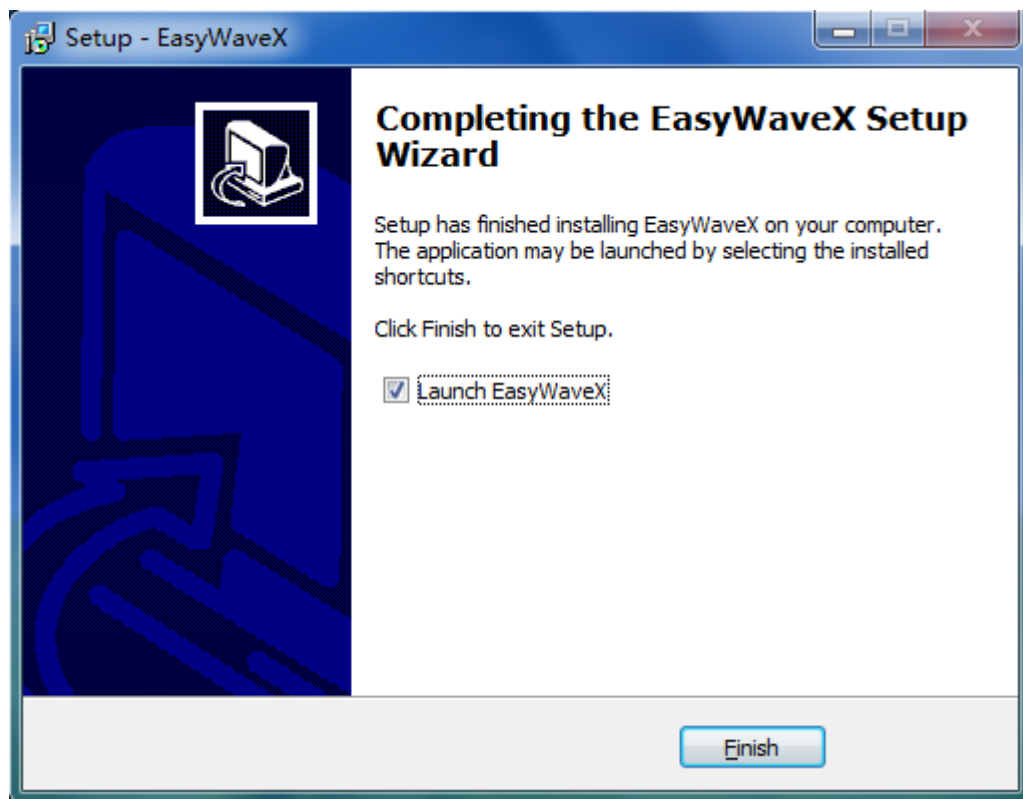 Setup - EasyWaveX
Completing the EasyWaveX Setup
Wizard
Setup has finished installing EasyWaveX on your computer.
The application may be launched by selecting the installed
shortcuts.
Click Finish to exit Setup.
Launch EasyWaveX
Finish